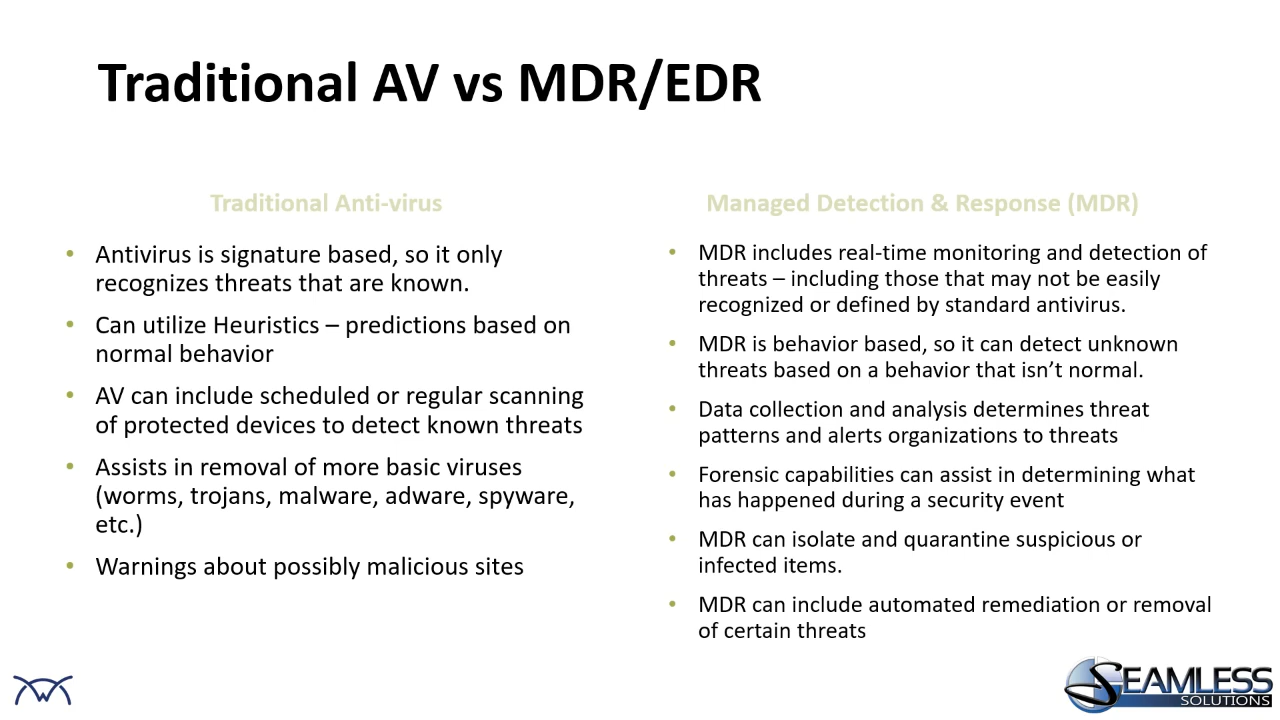 Traditional AV vs MDR/EDR
Traditional Anti-virus
• Antivirus is signature based, so it only
recognizes threats that are known.
• Can utilize Heuristics – predictions based on
normal behavior
• AV can include scheduled or regular scanning
of protected devices to detect known threats
• Assists in removal of more basic viruses
(worms, trojans, malware, adware, spyware,
etc.)
• Warnings about possibly malicious sites
Managed Detection & Response (MDR)
• MDR includes real-time monitoring and detection of
threats – including those that may not be easily
recognized or defined by standard antivirus.
• MDR is behavior based, so it can detect unknown
threats based on a behavior that isn’t normal.
• Data collection and analysis determines threat
patterns and alerts organizations to threats
• Forensic capabilities can assist in determining what
has happened during a security event
• MDR can isolate and quarantine suspicious or
infected items.
• MDR can include automated remediation or removal
of certain threats
SEAMLESS
SOLUTIONS